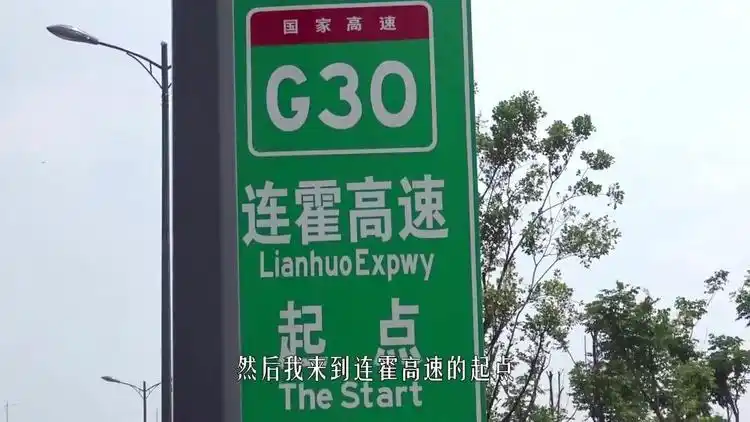 国家高速
G30
连霍高速
LianhuoExpwy
起点
然后我来到连霍高速的起点
The Start